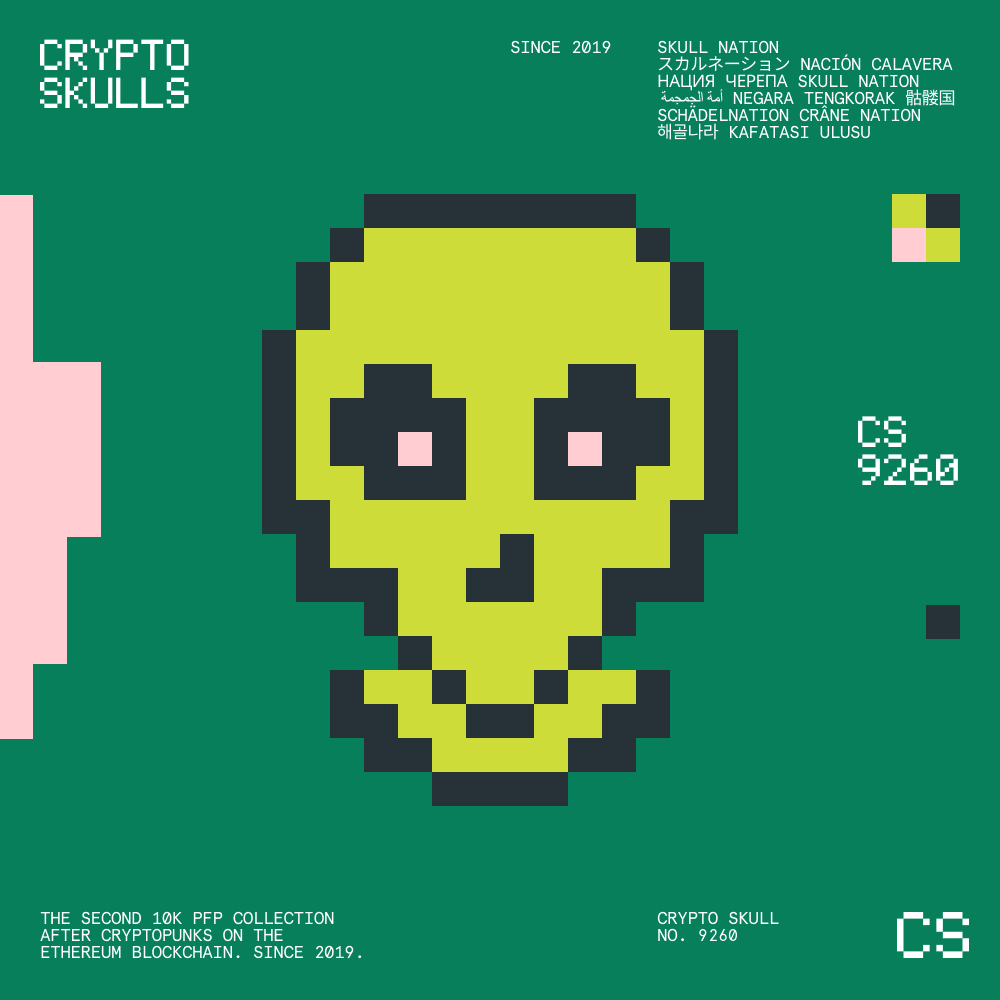 CRYPTO
SKULLS
SINCE 2019
SKULL NATION
スカルネーション NACIÓN CALAVERA
НАЦИЯ ЧЕРЕПА SKULL NATION
أمة الجمجمة NEGARA TENGKORAK 骷髅国
SCHÄDELNATION CRÂNE NATION
해골나라 KAFATASI ULUSU
CS
9260
THE SECOND 10K PFP COLLECTION
AFTER CRYPTOPUNKS ON THE
ETHEREUM BLOCKCHAIN. SINCE 2019.
CRYPTO SKULL
NO. 9260
CS